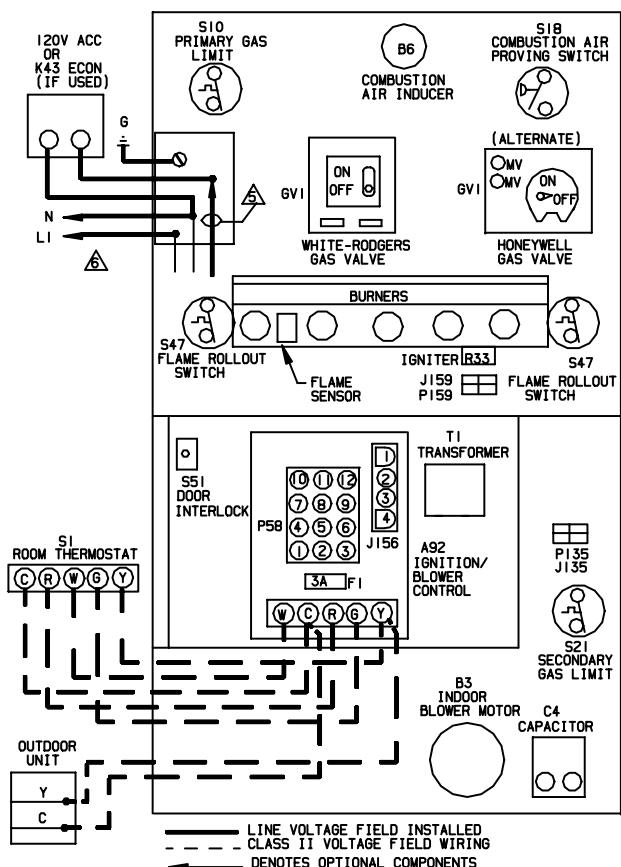 120V ACC
OR
K43 ECON
(IF USED)
G
N
L1
5
6
S10
PRIMARY GAS
LIMIT
B6
COMBUSTION
AIR INDUCER
S18
COMBUSTION AIR
PROVING SWITCH
ON
OFF
GV1
WHITE-RODGERS
GAS VALVE
(ALTERNATE)
MV
MV
GV1
ON
OFF
HONEYWELL
GAS VALVE
BURNERS
S47
FLAME ROLLOUT
SWITCH
FLAME
SENSOR
IGNITER R33
J159
P159
S47
FLAME ROLLOUT
SWITCH
S51
DOOR
INTERLOCK
P58
10 11 12
7 8 9
4 5 6
1 2 3
1
2
3
4
J156
3A F1
W C R G Y
T1
TRANSFORMER
A92
IGNITION/
BLOWER
CONTROL
P135
J135
S21
SECONDARY
GAS LIMIT
S1
ROOM THERMOSTAT
C R W G Y
B3
INDOOR
BLOWER MOTOR
C4
CAPACITOR
OUTDOOR
UNIT
Y
C
LINE VOLTAGE FIELD INSTALLED
CLASS II VOLTAGE FIELD WIRING
DENOTES OPTIONAL COMPONENTS